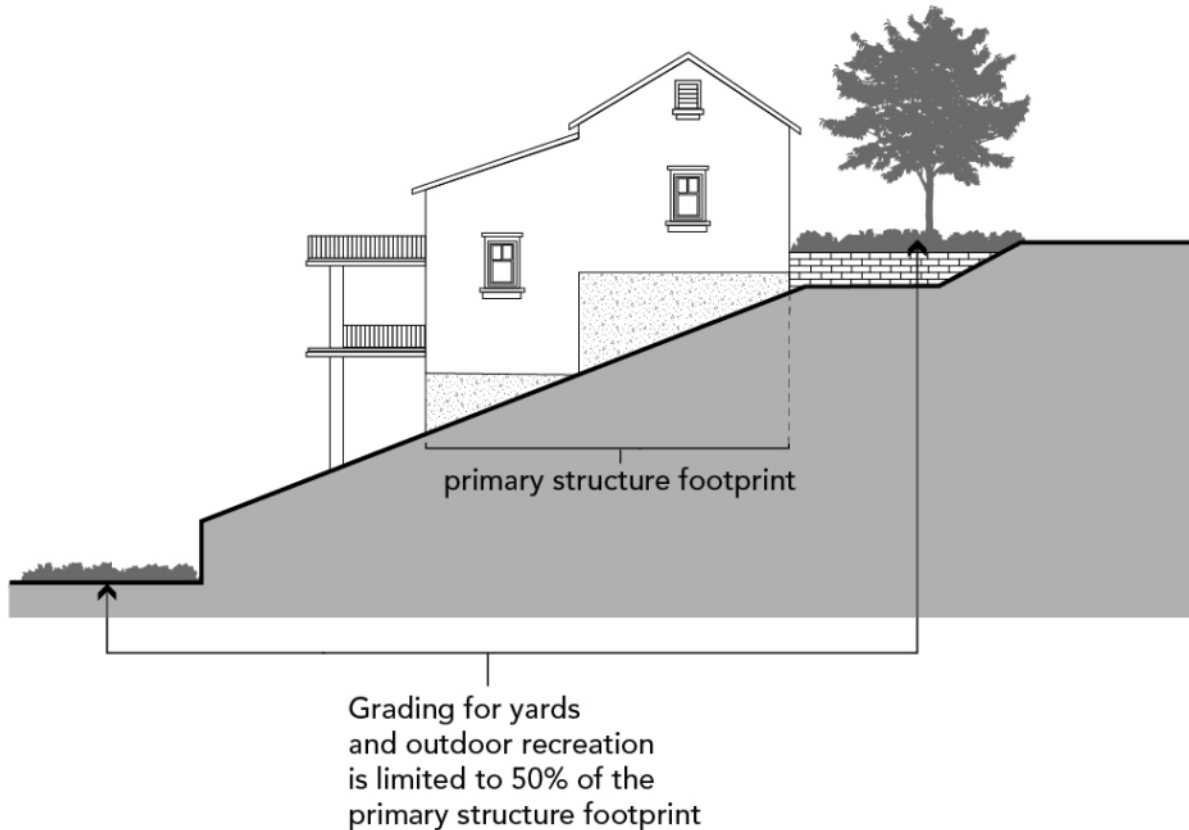 primary structure footprint
Grading for yards
and outdoor recreation
is limited to 50% of the
primary structure footprint